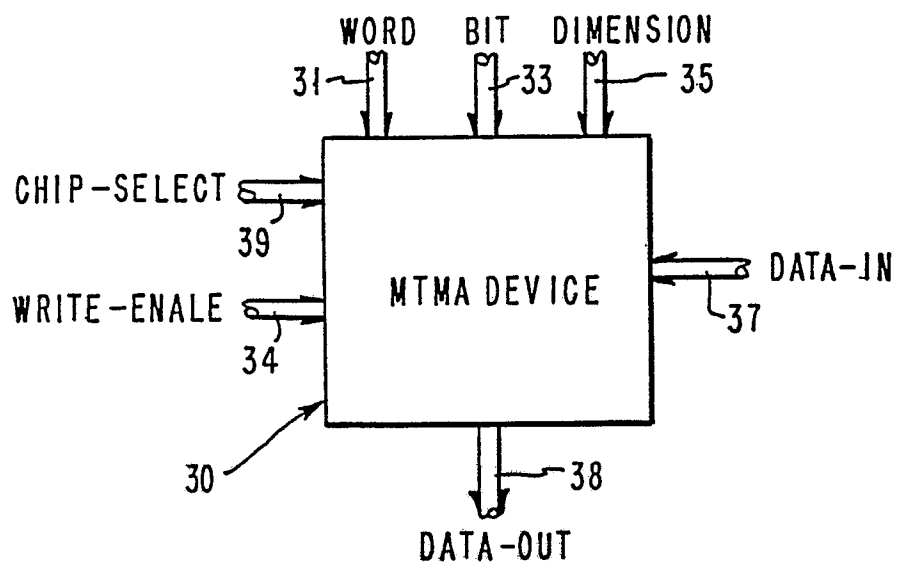 WORD BIT DIMENSION
31 33 35
CHIP-SELECT
39
DATA-IN
MTMA DEVICE
WRITE-ENALE
37
34
30
38
DATA-OUT